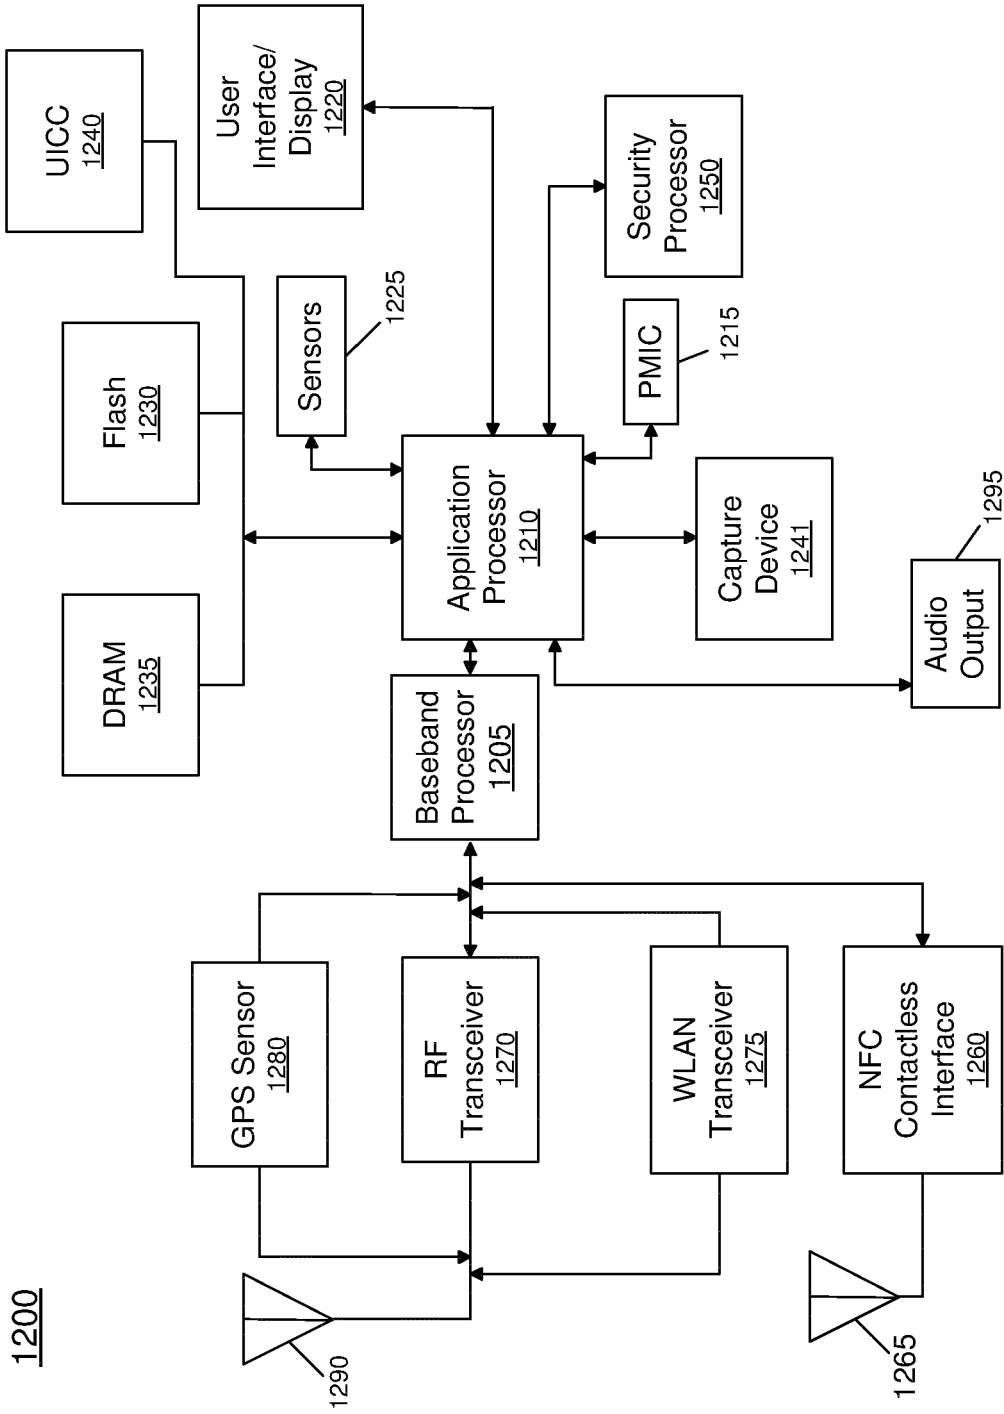 1200
UICC
1240
User
Interface/
Display
1220
Flash
1230
Sensors
1225
Security
Processor
1250
DRAM
1235
PMIC
1215
Application
Processor
1210
Capture
Device
1241
Baseband
Processor
1205
Audio
Output
1295
GPS Sensor
1280
RF
Transceiver
1270
WLAN
Transceiver
1275
NFC
Contactless
Interface
1260
1290
1265